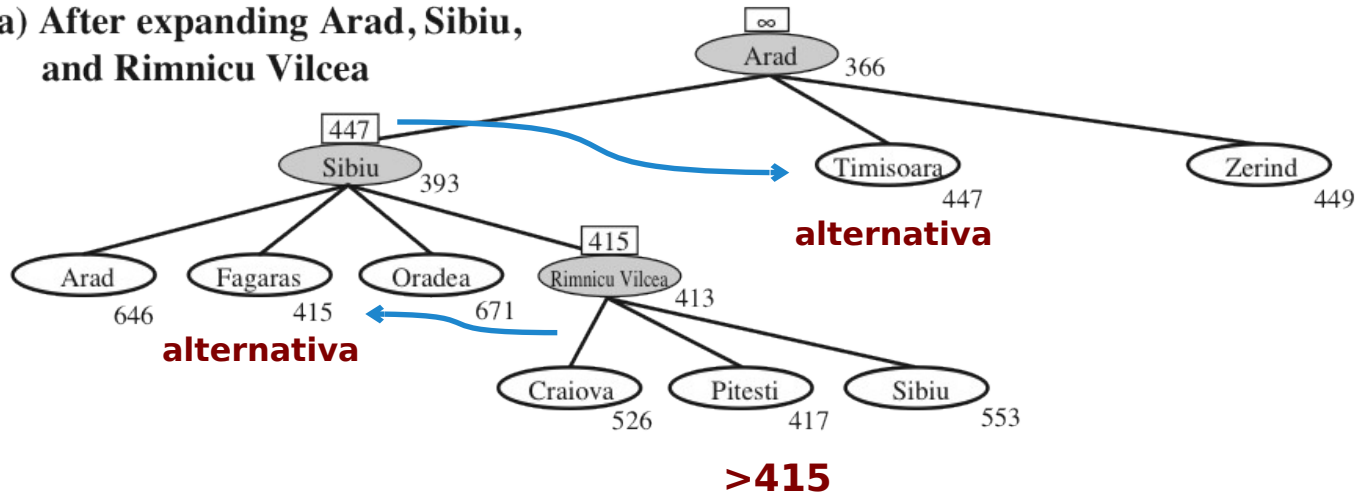 a) After expanding Arad, Sibiu,
and Rimnicu Vilcea
∞
Arad
366
447
Sibiu
393
Timisoara
447
alternativa
Zerind
449
Arad
646
Fagaras
415
alternativa
Oradea
671
415
Rimnicu Vilcea
413
Craiova
526
Pitesti
417
Sibiu
553
>415